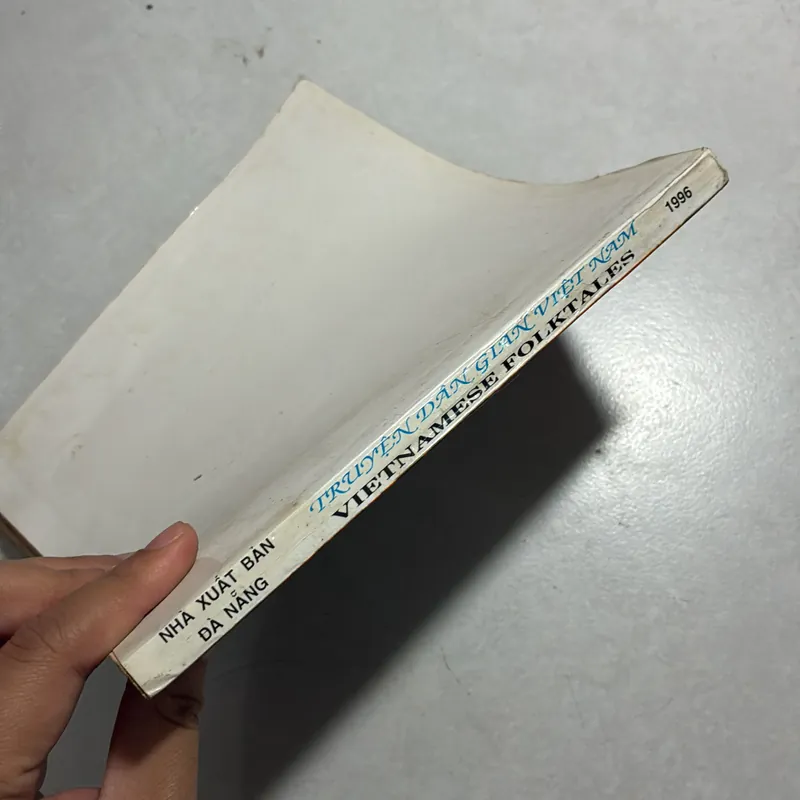 NHÀ XUẤT BẢN
ĐÀ NẴNG
TRUYỆN DÂN GIAN VIỆT NAM
VIETNAMESE FOLKTALES
1996